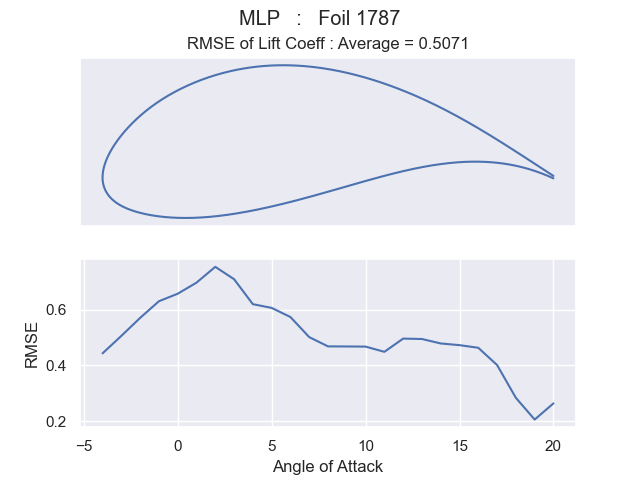 MLP : Foil 1787
RMSE of Lift Coeff : Average = 0.5071
RMSE
0.6
0.4
0.2
−5 0 5 10 15 20
Angle of Attack